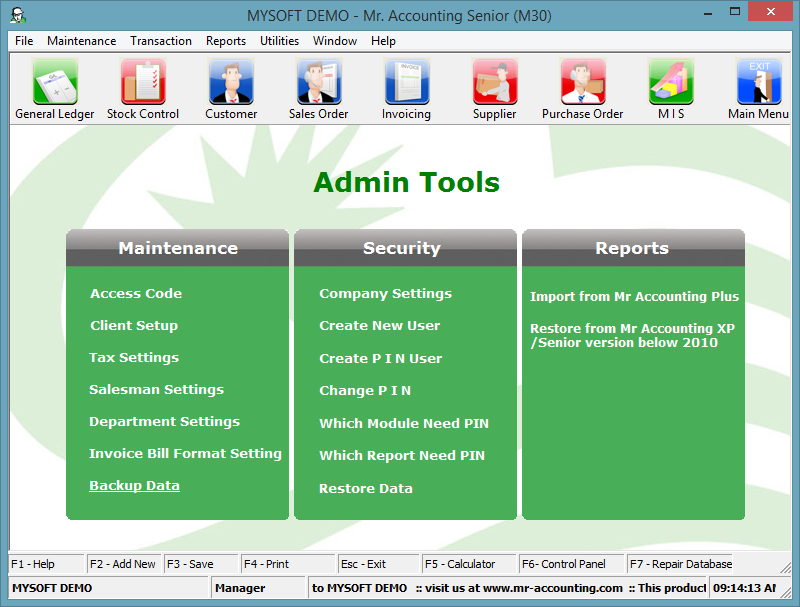 MYSOFT DEMO - Mr. Accounting Senior (M30)
File Maintenance Transaction Reports Utilities Window Help
INVOICE EXIT
General Ledger Stock Control Customer Sales Order Invoicing Supplier Purchase Order M I S Main Menu
Admin Tools
Maintenance
Access Code
Client Setup
Tax Settings
Salesman Settings
Department Settings
Invoice Bill Format Setting
Backup Data
Security
Company Settings
Create New User
Create P I N User
Change P I N
Which Module Need PIN
Which Report Need PIN
Restore Data
Reports
Import from Mr Accounting Plus
Restore from Mr Accounting XP
/Senior version below 2010
F1 - Help F2 - Add New F3 - Save F4 - Print Esc - Exit F5 - Calculator F6- Control Panel F7 - Repair Database
MYSOFT DEMO Manager to MYSOFT DEMO :: visit us at www.mr-accounting.com :: This product 09:14:13 AM